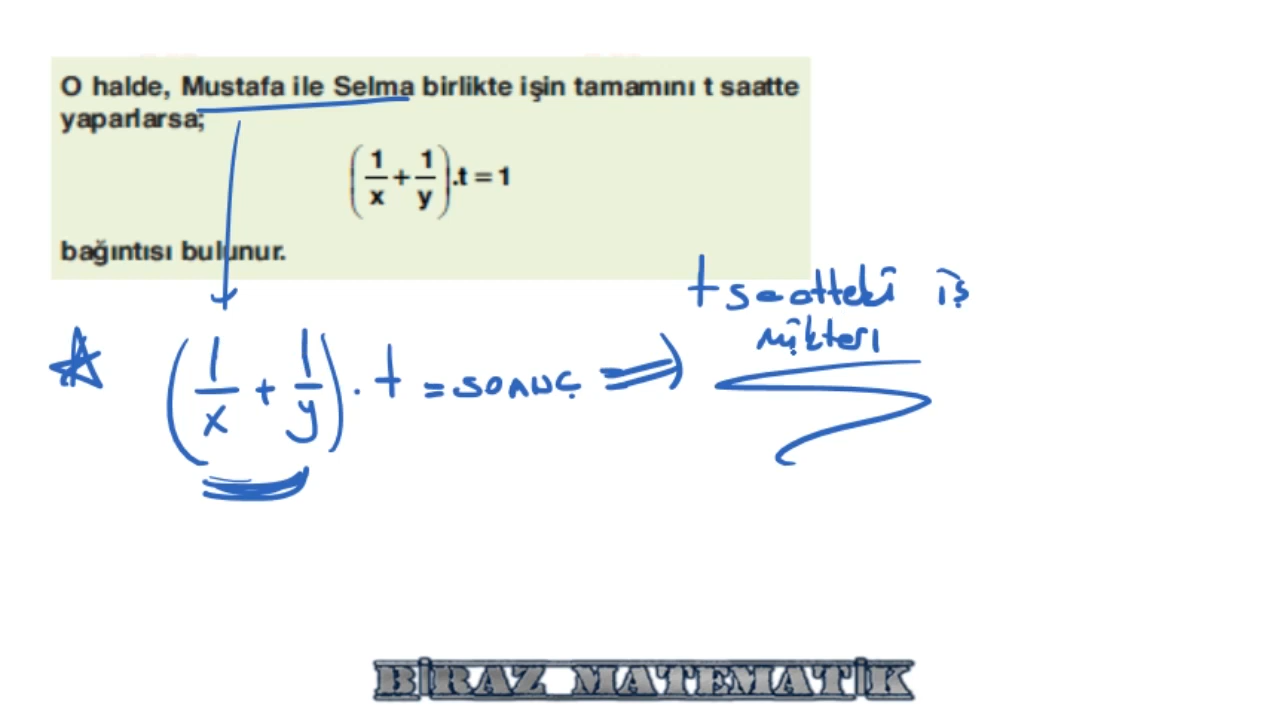 O halde, Mustafa ile Selma birlikte işin tamamını t saatte
yaparlarsa;
(1/x + 1/y).t = 1
bağıntısı bulunur.
t saatteki iş
miktarı
(1/x + 1/y) . t = SONUÇ ⇒
BİRAZ MATEMATİK